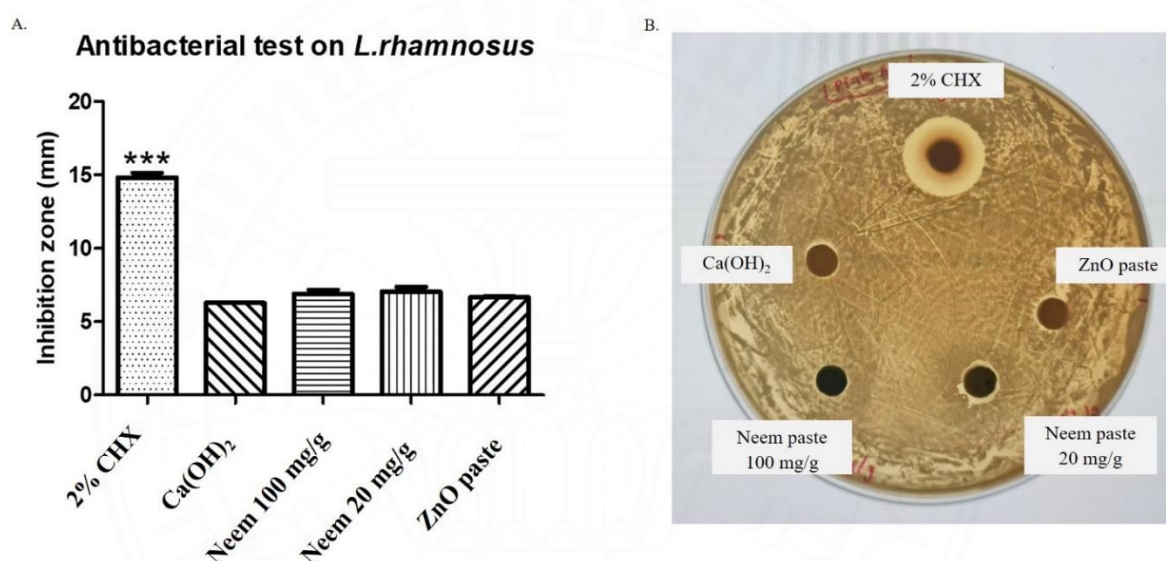 A.
Antibacterial test on L.rhamnosus
Inhibition zone (mm)
20
15
10
5
0
***
2% CHX
Ca(OH)₂
Neem 100 mg/g
Neem 20 mg/g
ZnO paste
B.
2% CHX
Ca(OH)₂
ZnO paste
Neem paste
100 mg/g
Neem paste
20 mg/g